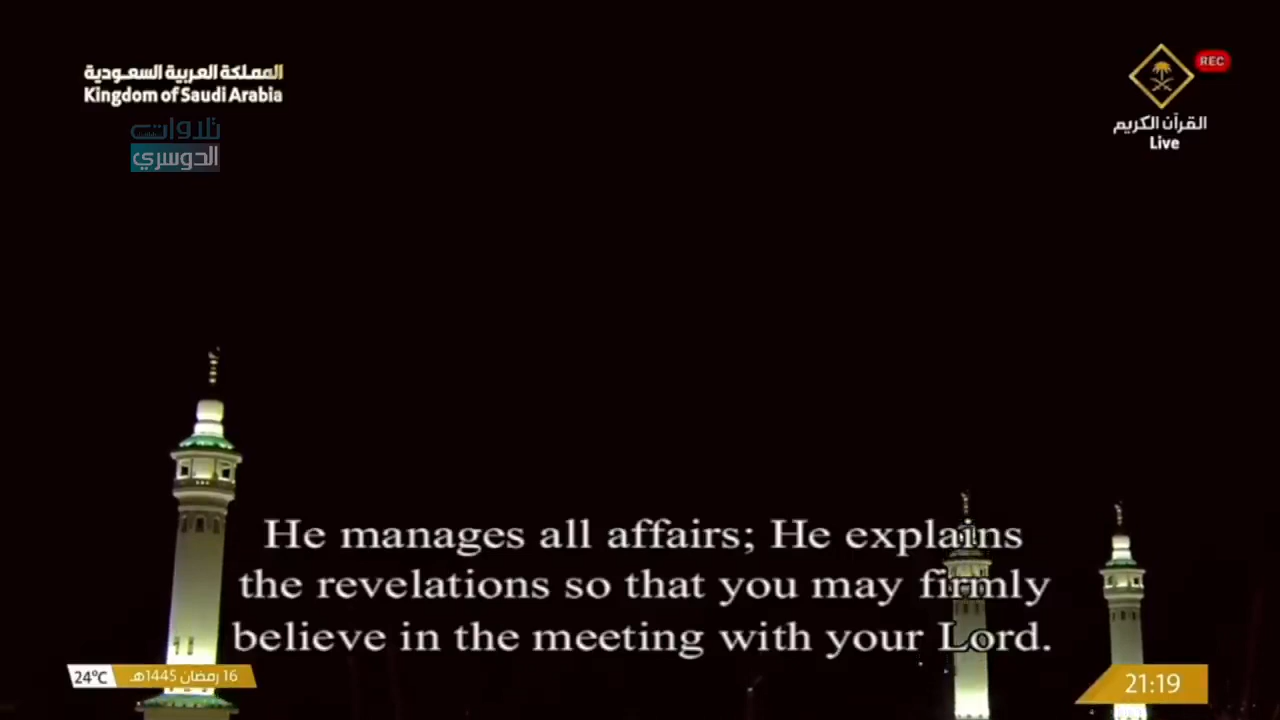 المملكة العربية السعودية
Kingdom of Saudi Arabia
تلاوات
الدوسري
REC
القرآن الكريم
Live
He manages all affairs; He explains
the revelations so that you may firmly
believe in the meeting with your Lord.
24°C
16 رمضان 1445هـ
21:19